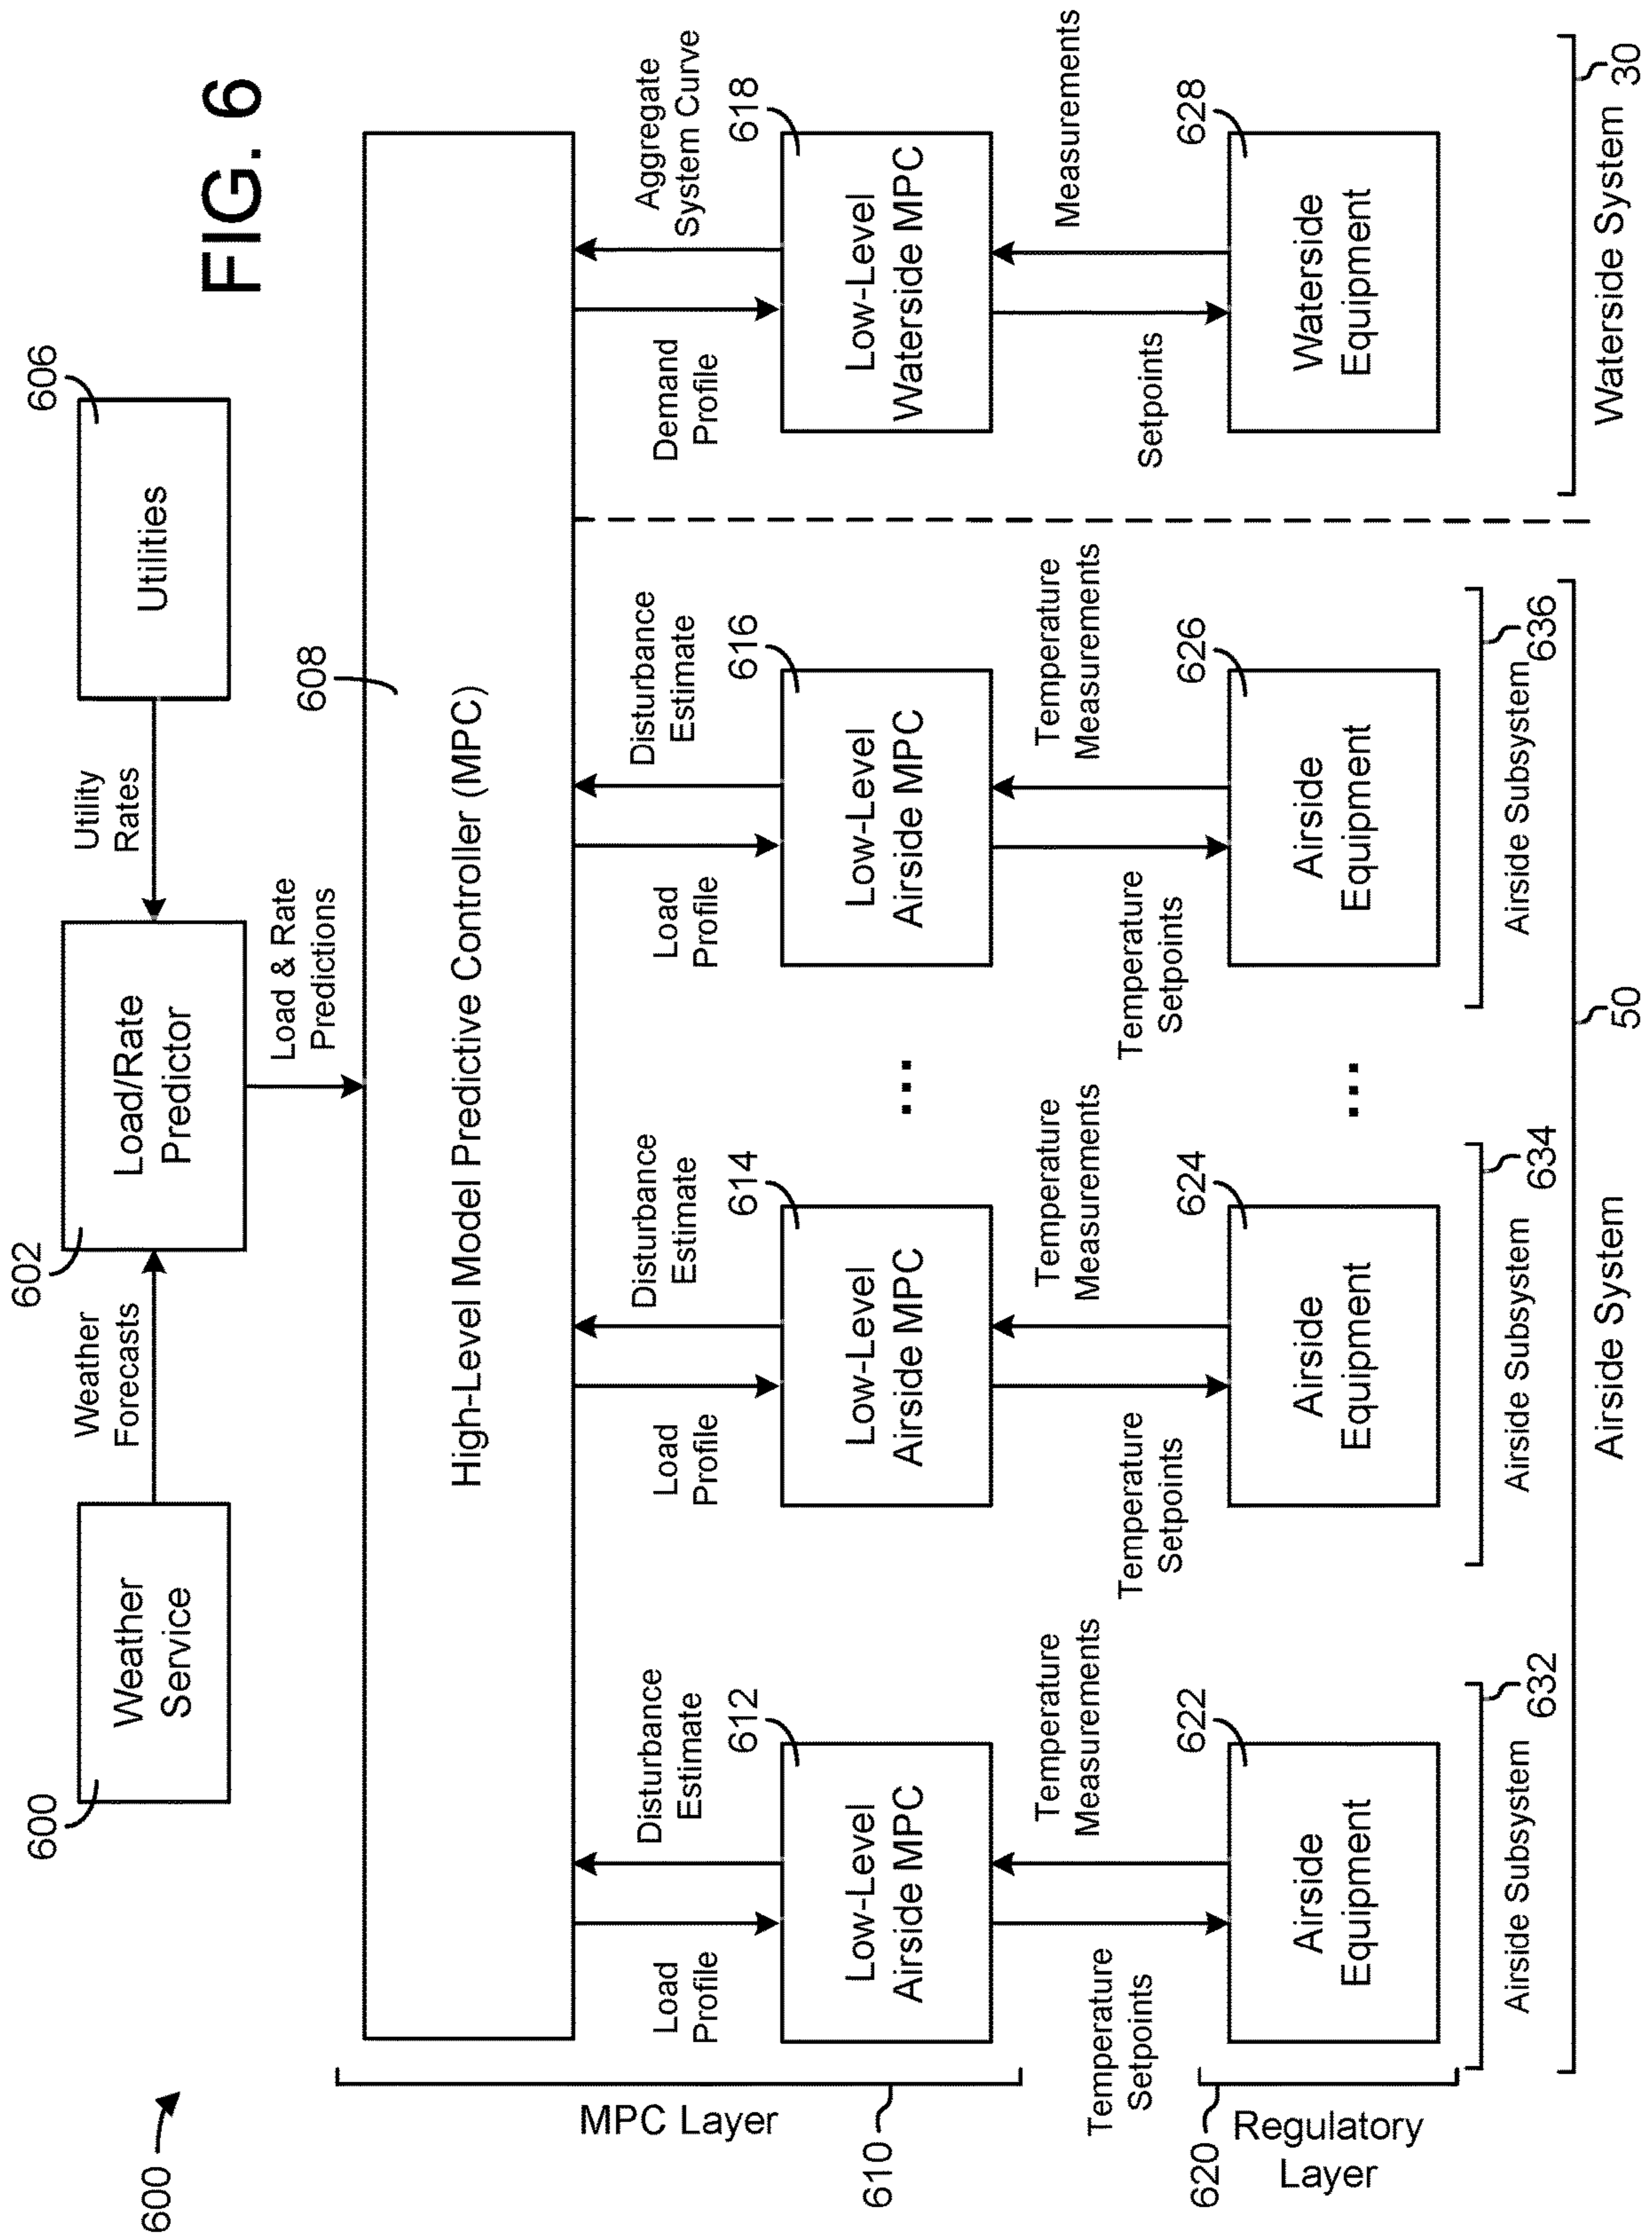 FIG. 6
600
600
Weather
Service
Weather
Forecasts
602
Load/Rate
Predictor
Utility
Rates
606
Utilities
Load & Rate
Predictions
608
High-Level Model Predictive Controller (MPC)
Load
Profile
Disturbance
Estimate
Load
Profile
Disturbance
Estimate
Load
Profile
Disturbance
Estimate
Demand
Profile
Aggregate
System Curve
MPC Layer
610
612
Low-Level
Airside MPC
614
Low-Level
Airside MPC
...
616
Low-Level
Airside MPC
618
Low-Level
Waterside MPC
Temperature
Setpoints
Temperature
Measurements
Temperature
Setpoints
Temperature
Measurements
Temperature
Setpoints
Temperature
Measurements
Setpoints
Measurements
620
Regulatory
Layer
622
Airside
Equipment
624
Airside
Equipment
...
626
Airside
Equipment
628
Waterside
Equipment
Airside Subsystem
632
Airside Subsystem
634
Airside Subsystem
636
Airside System
50
Waterside System
30